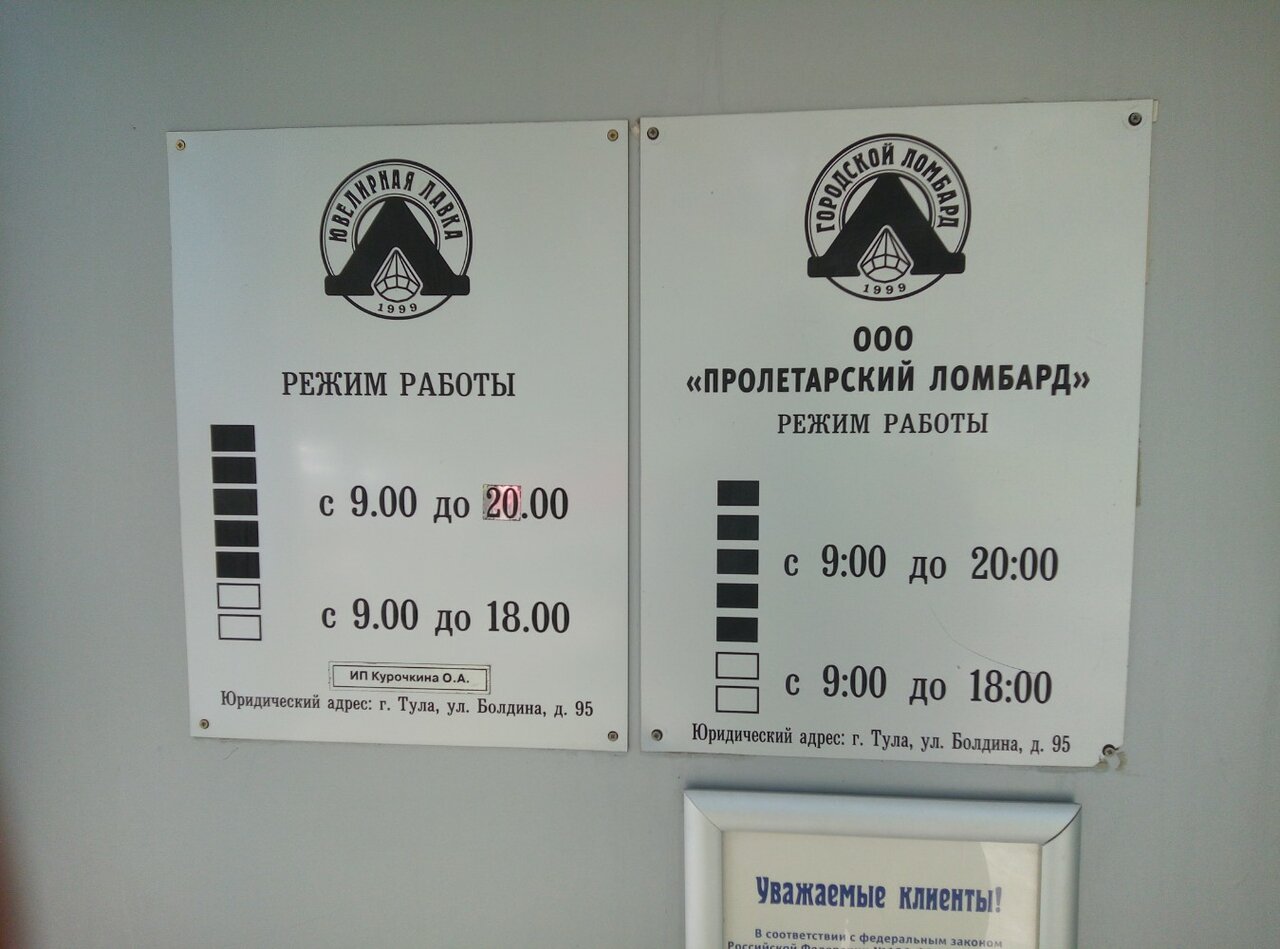 ЮВЕЛИРНАЯ ЛАВКА
1999
РЕЖИМ РАБОТЫ
с 9.00 до 20.00
с 9.00 до 18.00
ИП Курочкина О.А.
Юридический адрес: г. Тула, ул. Болдина, д. 95
ГОРОДСКОЙ ЛОМБАРД
1999
ООО
«ПРОЛЕТАРСКИЙ ЛОМБАРД»
РЕЖИМ РАБОТЫ
с 9:00 до 20:00
с 9:00 до 18:00
Юридический адрес: г. Тула, ул. Болдина, д. 95
Уважаемые клиенты!
В соответствии с федеральным законом
Российской Федерации